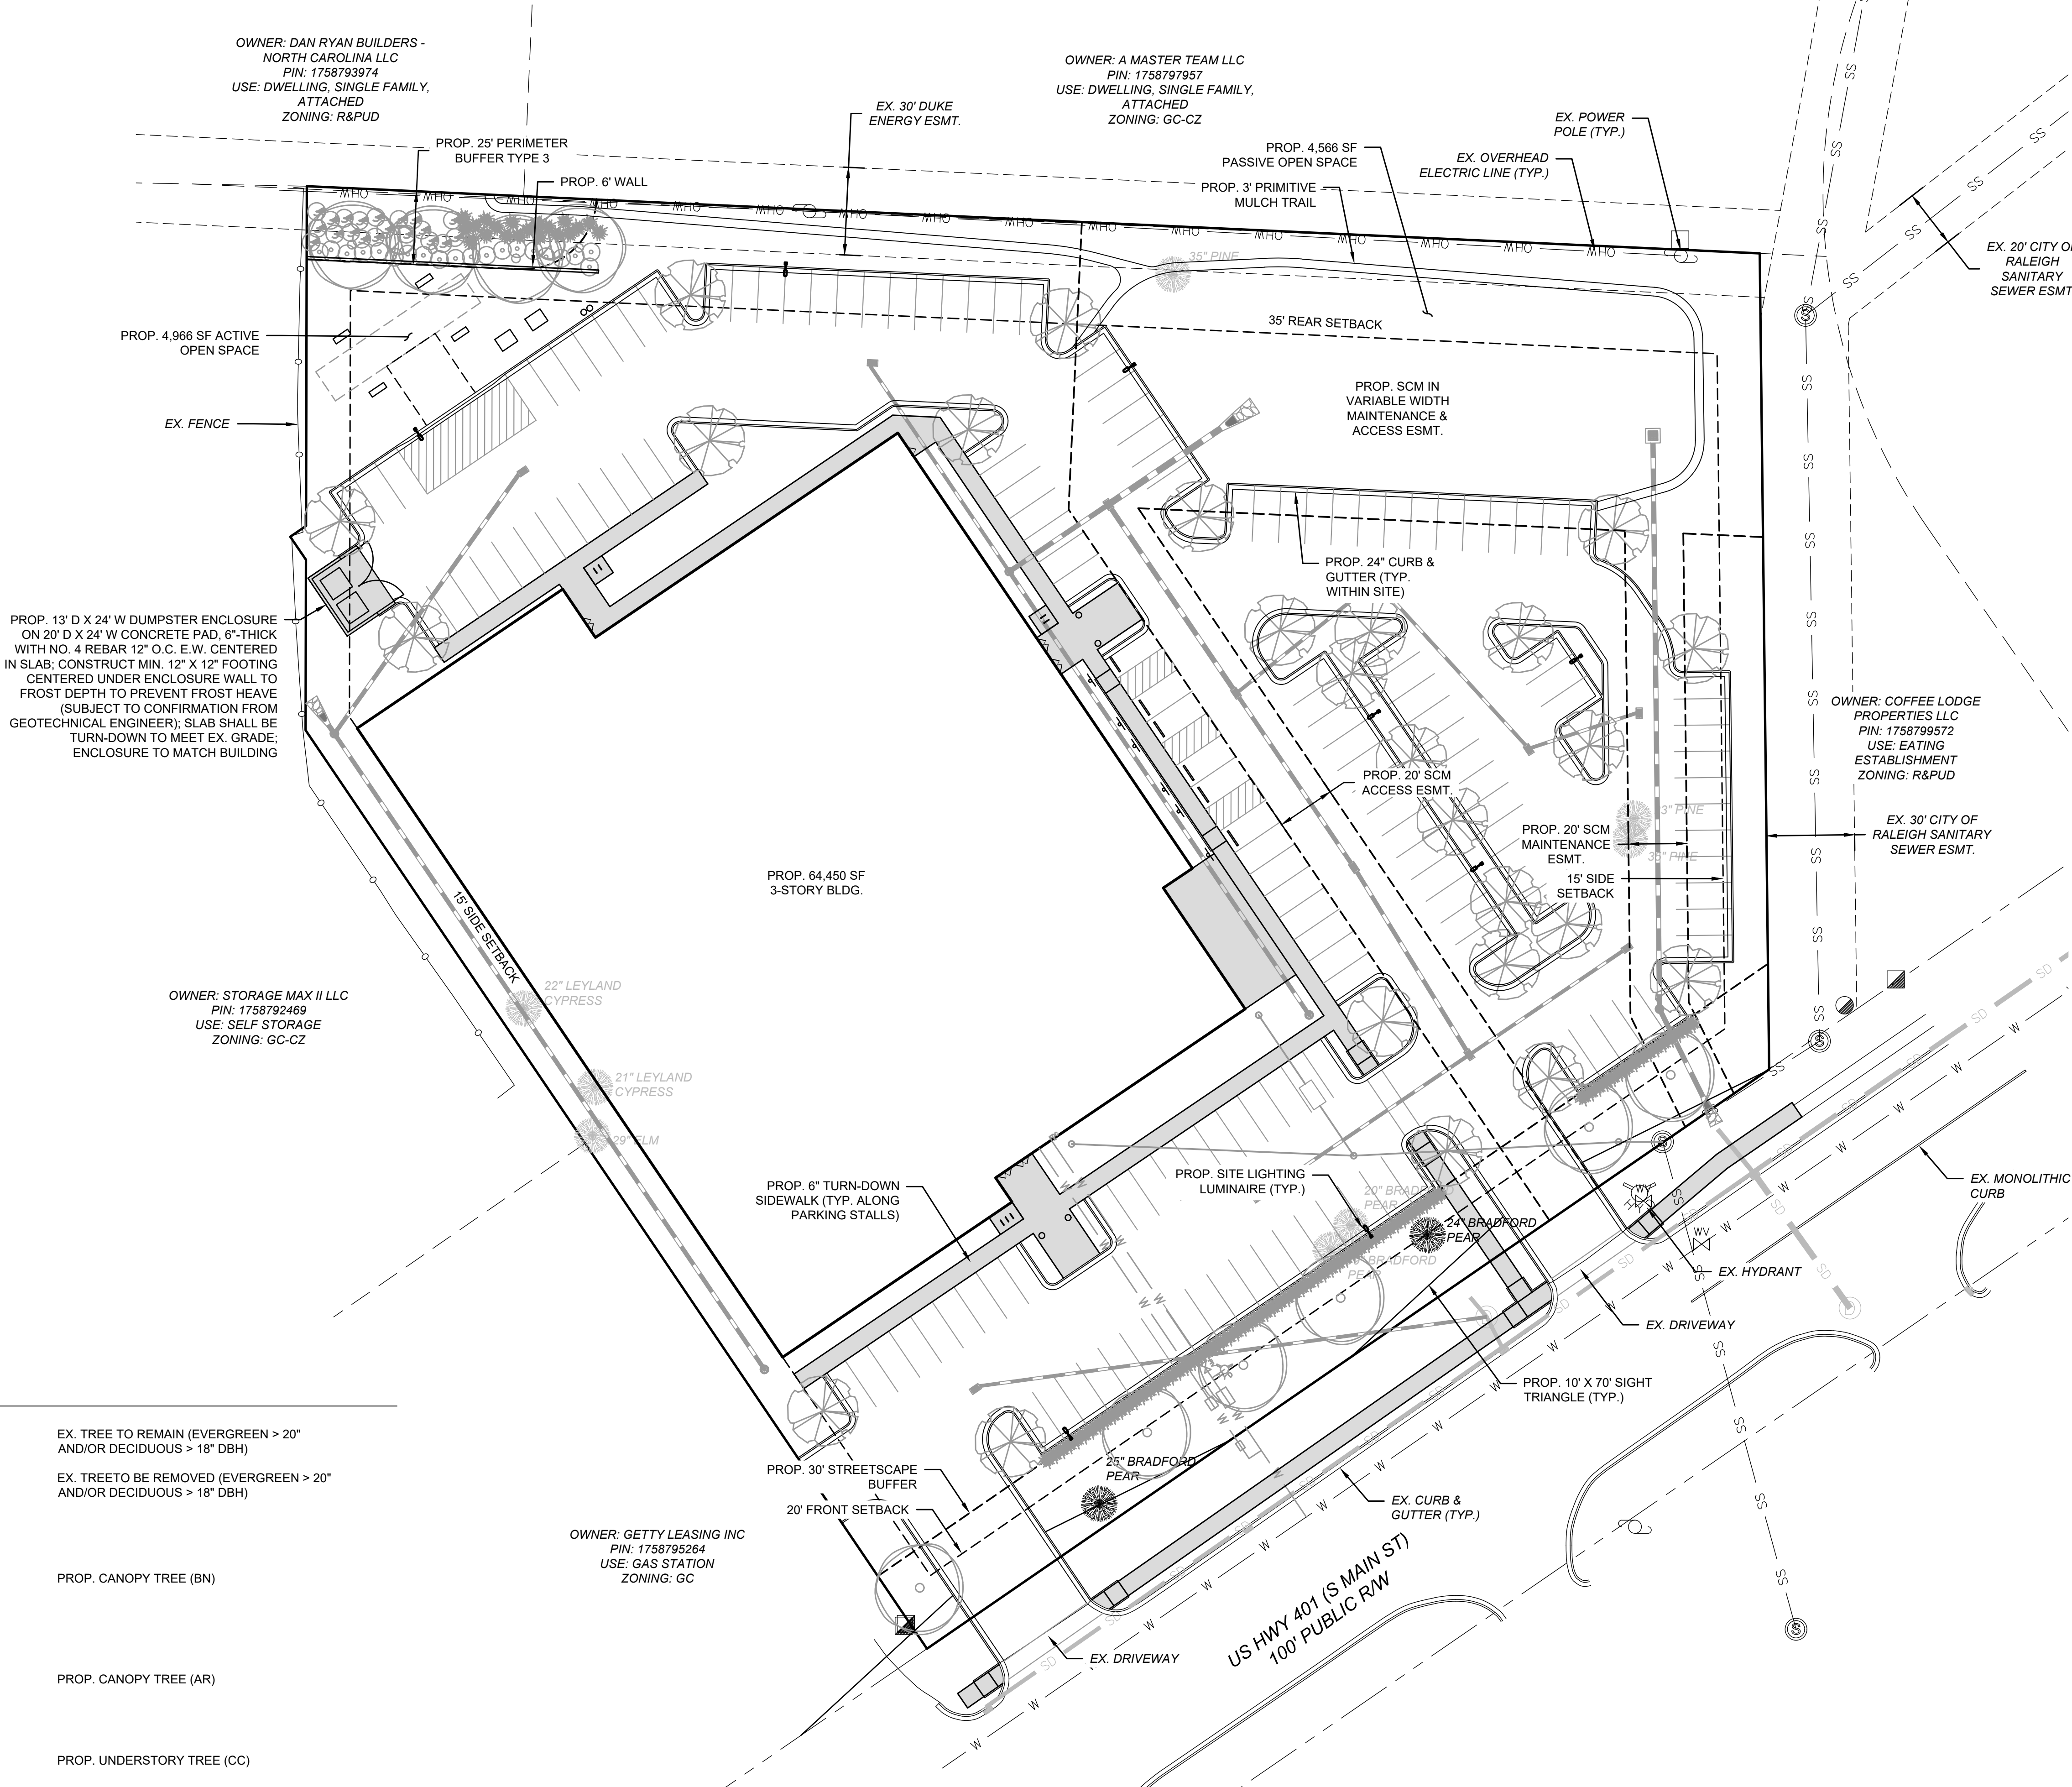 OWNER: DAN RYAN BUILDERS -
NORTH CAROLINA LLC
PIN: 1758793974
USE: DWELLING, SINGLE FAMILY,
ATTACHED
ZONING: R&PUD
OWNER: A MASTER TEAM LLC
PIN: 1758797957
USE: DWELLING, SINGLE FAMILY,
ATTACHED
ZONING: GC-CZ
EX. 30' DUKE
ENERGY ESMT.
EX. POWER
POLE (TYP.)
PROP. 25' PERIMETER
BUFFER TYPE 3
PROP. 4,566 SF
PASSIVE OPEN SPACE
EX. OVERHEAD
ELECTRIC LINE (TYP.)
PROP. 6' WALL
PROP. 3' PRIMITIVE
MULCH TRAIL
EX. 20' CITY O
RALEIGH
SANITARY
SEWER ESMT
35" PINE
35' REAR SETBACK
PROP. 4,966 SF ACTIVE
OPEN SPACE
PROP. SCM IN
VARIABLE WIDTH
MAINTENANCE &
ACCESS ESMT.
EX. FENCE
PROP. 24" CURB &
GUTTER (TYP.
WITHIN SITE)
PROP. 13' D X 24' W DUMPSTER ENCLOSURE
ON 20' D X 24' W CONCRETE PAD, 6"-THICK
WITH NO. 4 REBAR 12" O.C. E.W. CENTERED
IN SLAB; CONSTRUCT MIN. 12" X 12" FOOTING
CENTERED UNDER ENCLOSURE WALL TO
FROST DEPTH TO PREVENT FROST HEAVE
(SUBJECT TO CONFIRMATION FROM
GEOTECHNICAL ENGINEER); SLAB SHALL BE
TURN-DOWN TO MEET EX. GRADE;
ENCLOSURE TO MATCH BUILDING
OWNER: COFFEE LODGE
PROPERTIES LLC
PIN: 1758799572
USE: EATING
ESTABLISHMENT
ZONING: R&PUD
PROP. 20' SCM
ACCESS ESMT.
PINE
PROP. 20' SCM
MAINTENANCE
ESMT.
PINE
EX. 30' CITY OF
RALEIGH SANITARY
SEWER ESMT.
15' SIDE
SETBACK
PROP. 64,450 SF
3-STORY BLDG.
15' SIDE SETBACK
22" LEYLAND
CYPRESS
OWNER: STORAGE MAX II LLC
PIN: 1758792469
USE: SELF STORAGE
ZONING: GC-CZ
21" LEYLAND
CYPRESS
29" ELM
PROP. 6" TURN-DOWN
SIDEWALK (TYP. ALONG
PARKING STALLS)
PROP. SITE LIGHTING
LUMINAIRE (TYP.)
20" BRADFORD
PEAR
24" BRADFORD
PEAR
BRADFORD
PEAR
EX. MONOLITHIC
CURB
WV
EX. HYDRANT
EX. DRIVEWAY
PROP. 10' X 70' SIGHT
TRIANGLE (TYP.)
EX. TREE TO REMAIN (EVERGREEN > 20"
AND/OR DECIDUOUS > 18" DBH)
EX. TREETO BE REMOVED (EVERGREEN > 20"
AND/OR DECIDUOUS > 18" DBH)
25" BRADFORD
PEAR
PROP. 30' STREETSCAPE
BUFFER
20' FRONT SETBACK
EX. CURB &
GUTTER (TYP.)
OWNER: GETTY LEASING INC
PIN: 1758795264
USE: GAS STATION
ZONING: GC
US HWY 401 (S MAIN ST)
100' PUBLIC R/W
PROP. CANOPY TREE (BN)
EX. DRIVEWAY
PROP. CANOPY TREE (AR)
PROP. UNDERSTORY TREE (CC)